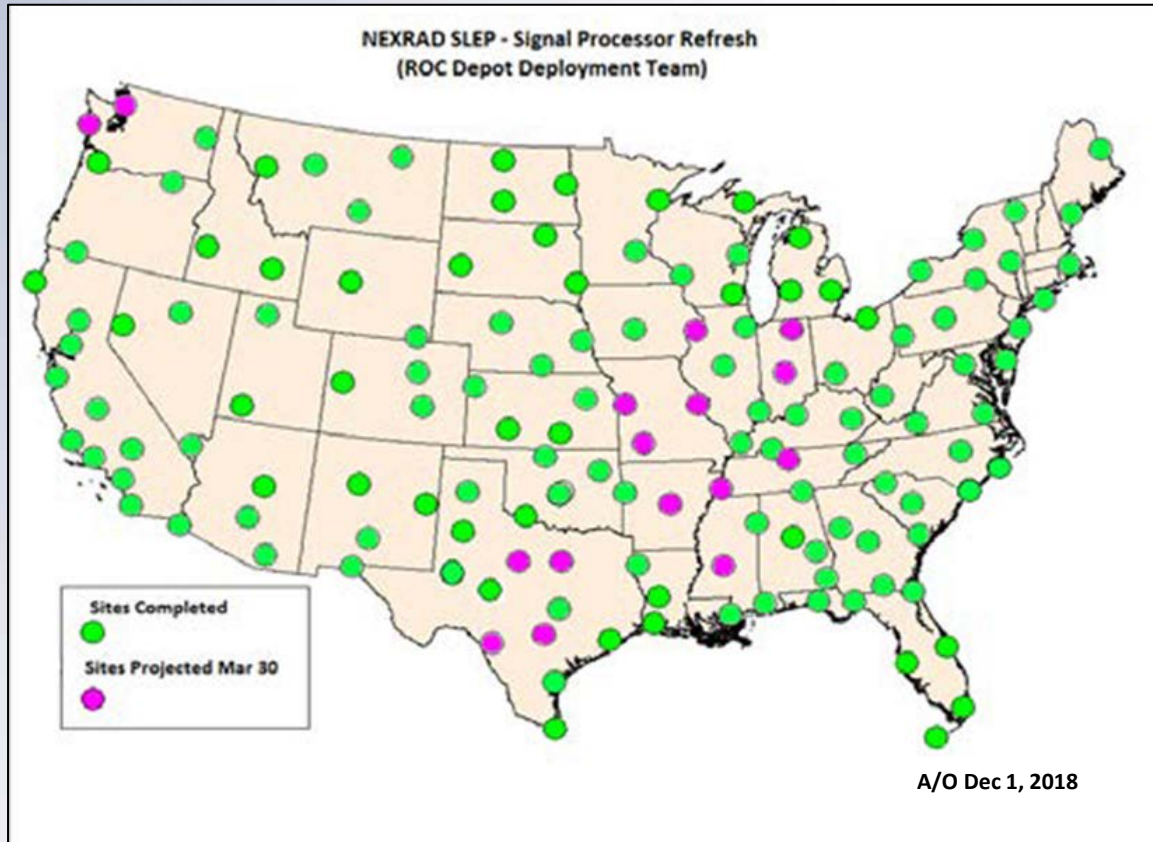 NEXRAD SLEP - Signal Processor Refresh
(ROC Depot Deployment Team)
Sites Completed
Sites Projected Mar 30
A/O Dec 1, 2018